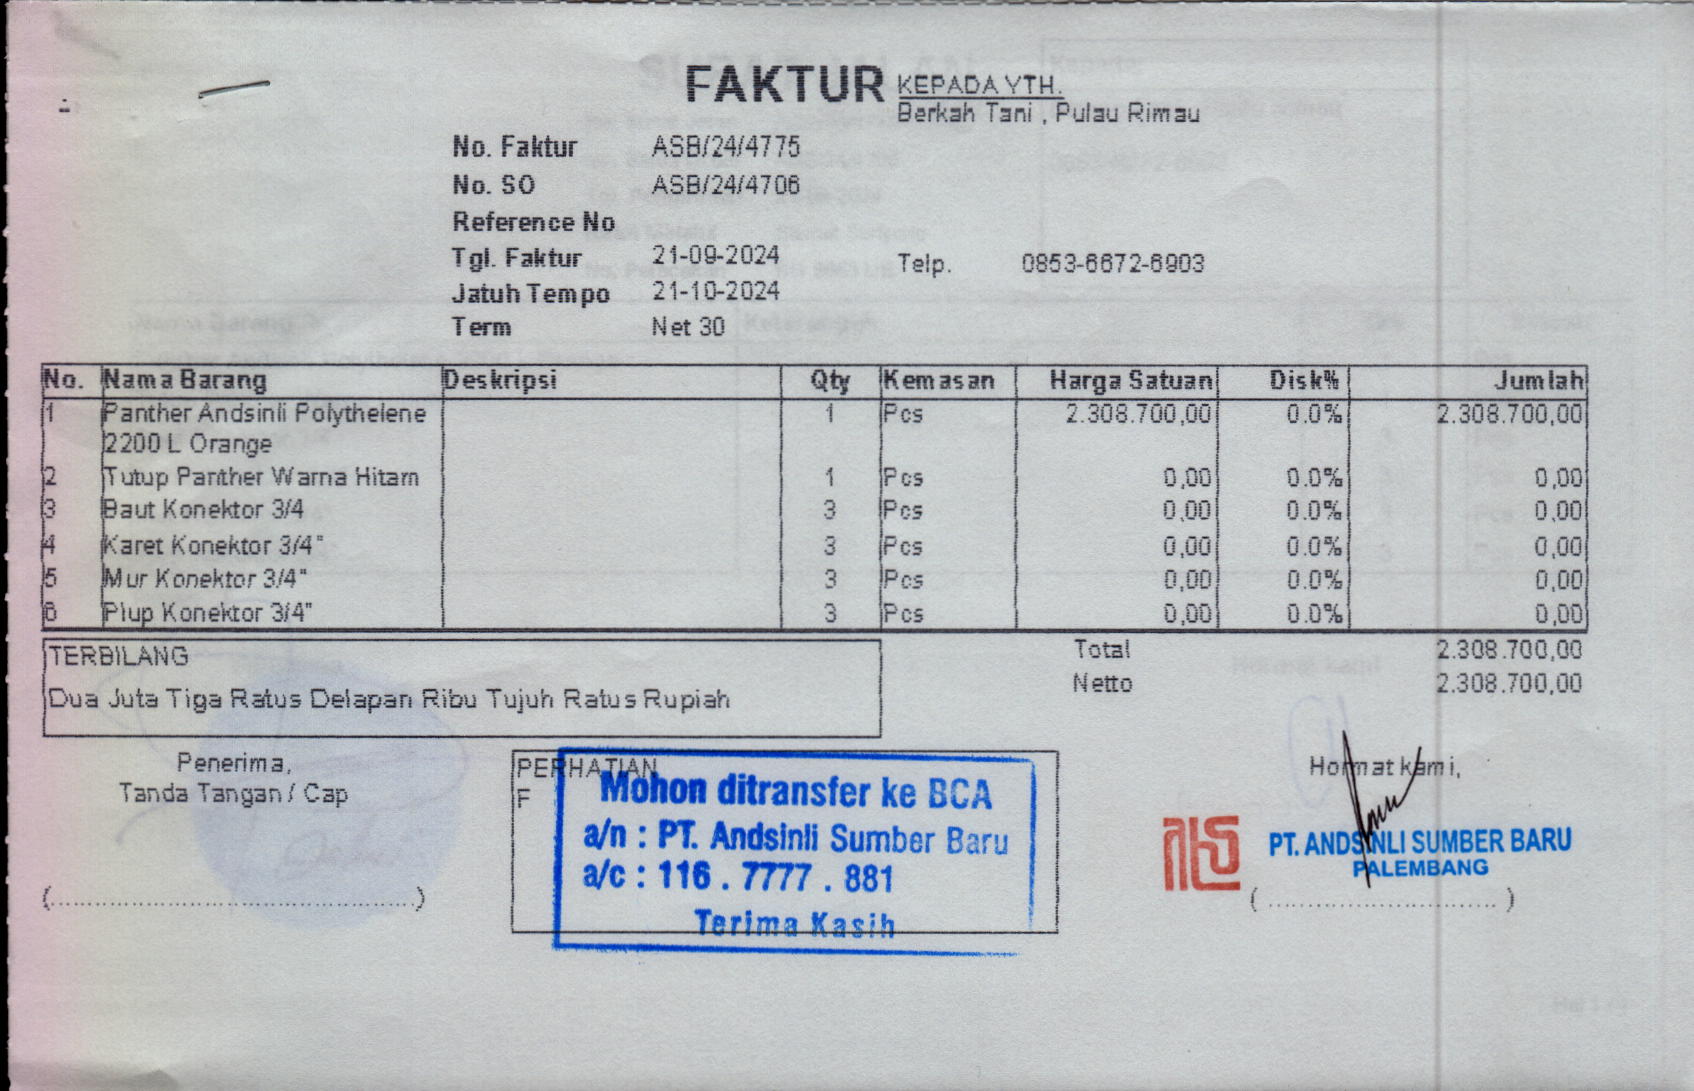 FAKTUR
KEPADA YTH.
Berkah Tani , Pulau Rimau
No. Faktur ASB/24/4775
No. SO ASB/24/4706
Reference No
Tgl. Faktur 21-09-2024
Telp. 0853-6672-6903
Jatuh Tempo 21-10-2024
Term Net 30
No. Nama Barang Deskripsi Qty Kemasan Harga Satuan Disk% Jumlah
1 Panther Andsinli Polythelene 1 Pcs 2.308.700,00 0.0% 2.308.700,00
2200 L Orange
2 Tutup Panther Warna Hitam 1 Pcs 0,00 0.0% 0,00
3 Baut Konektor 3/4 3 Pcs 0,00 0.0% 0,00
4 Karet Konektor 3/4" 3 Pcs 0,00 0.0% 0,00
5 Mur Konektor 3/4" 3 Pcs 0,00 0.0% 0,00
6 Plup Konektor 3/4" 3 Pcs 0,00 0.0% 0,00
TERBILANG
Dua Juta Tiga Ratus Delapan Ribu Tujuh Ratus Rupiah
Total 2.308.700,00
Netto 2.308.700,00
Penerima,
Tanda Tangan / Cap
(....................................................)
PERHATIAN
F
Mohon ditransfer ke BCA
a/n : PT. Andsinli Sumber Baru
a/c : 116 . 7777 . 881
Terima Kasih
Hormat kami,
PT. ANDSINLI SUMBER BARU
PALEMBANG
( ................................ )